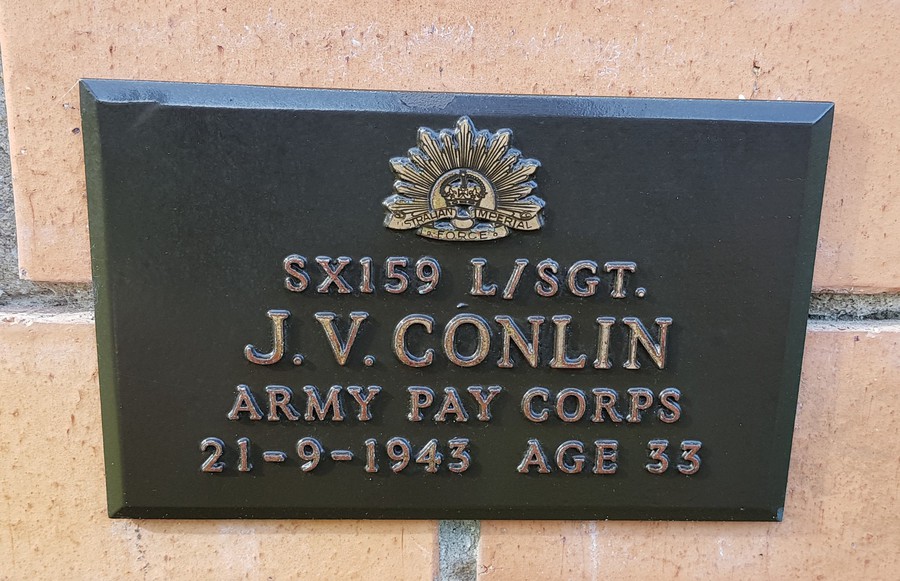 AUSTRALIAN IMPERIAL
FORCE
SX159 L/SGT.
J. V. CONLIN
ARMY PAY CORPS
21-9-1943 AGE 33